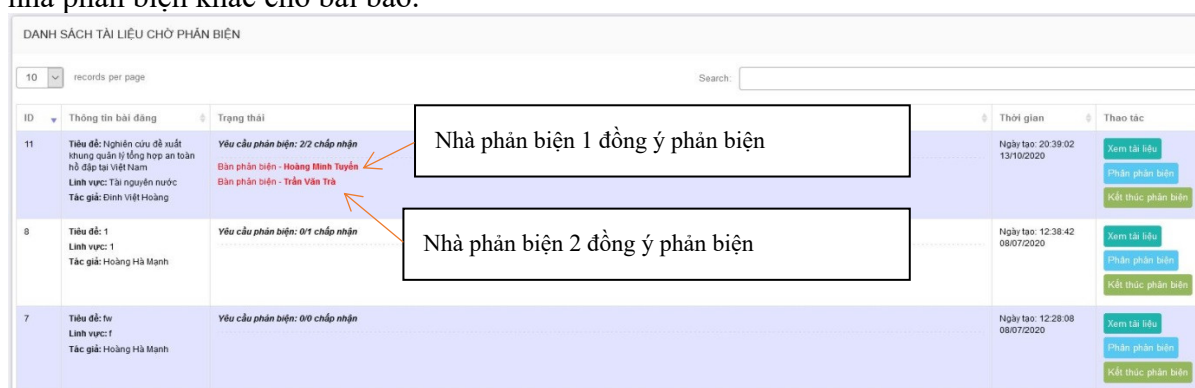 nhà phản biện khác cho bài báo.
DANH SÁCH TÀI LIỆU CHỜ PHẢN BIỆN
10 records per page Search:
ID Thông tin bài đăng Trạng thái Thời gian Thao tác
11 Tiêu đề: Nghiên cứu đề xuất
khung quản lý tổng hợp an toàn
hồ đập tại Việt Nam
Lĩnh vực: Tài nguyên nước
Tác giả: Đinh Việt Hoàng
Yêu cầu phản biện: 2/2 chấp nhận
Bản phản biện - Hoàng Minh Tuyển
Bản phản biện - Trần Văn Trà
Nhà phản biện 1 đồng ý phản biện
Nhà phản biện 2 đồng ý phản biện
Ngày tạo: 20:39:02
13/10/2020
Xem tài liệu
Phân phản biện
Kết thúc phản biện
8 Tiêu đề: 1
Lĩnh vực: 1
Tác giả: Hoàng Hà Mạnh
Yêu cầu phản biện: 0/1 chấp nhận
Ngày tạo: 12:38:42
08/07/2020
Xem tài liệu
Phân phản biện
Kết thúc phản biện
7 Tiêu đề: fw
Lĩnh vực: f
Tác giả: Hoàng Hà Mạnh
Yêu cầu phản biện: 0/0 chấp nhận
Ngày tạo: 12:28:08
08/07/2020
Xem tài liệu
Phân phản biện
Kết thúc phản biện